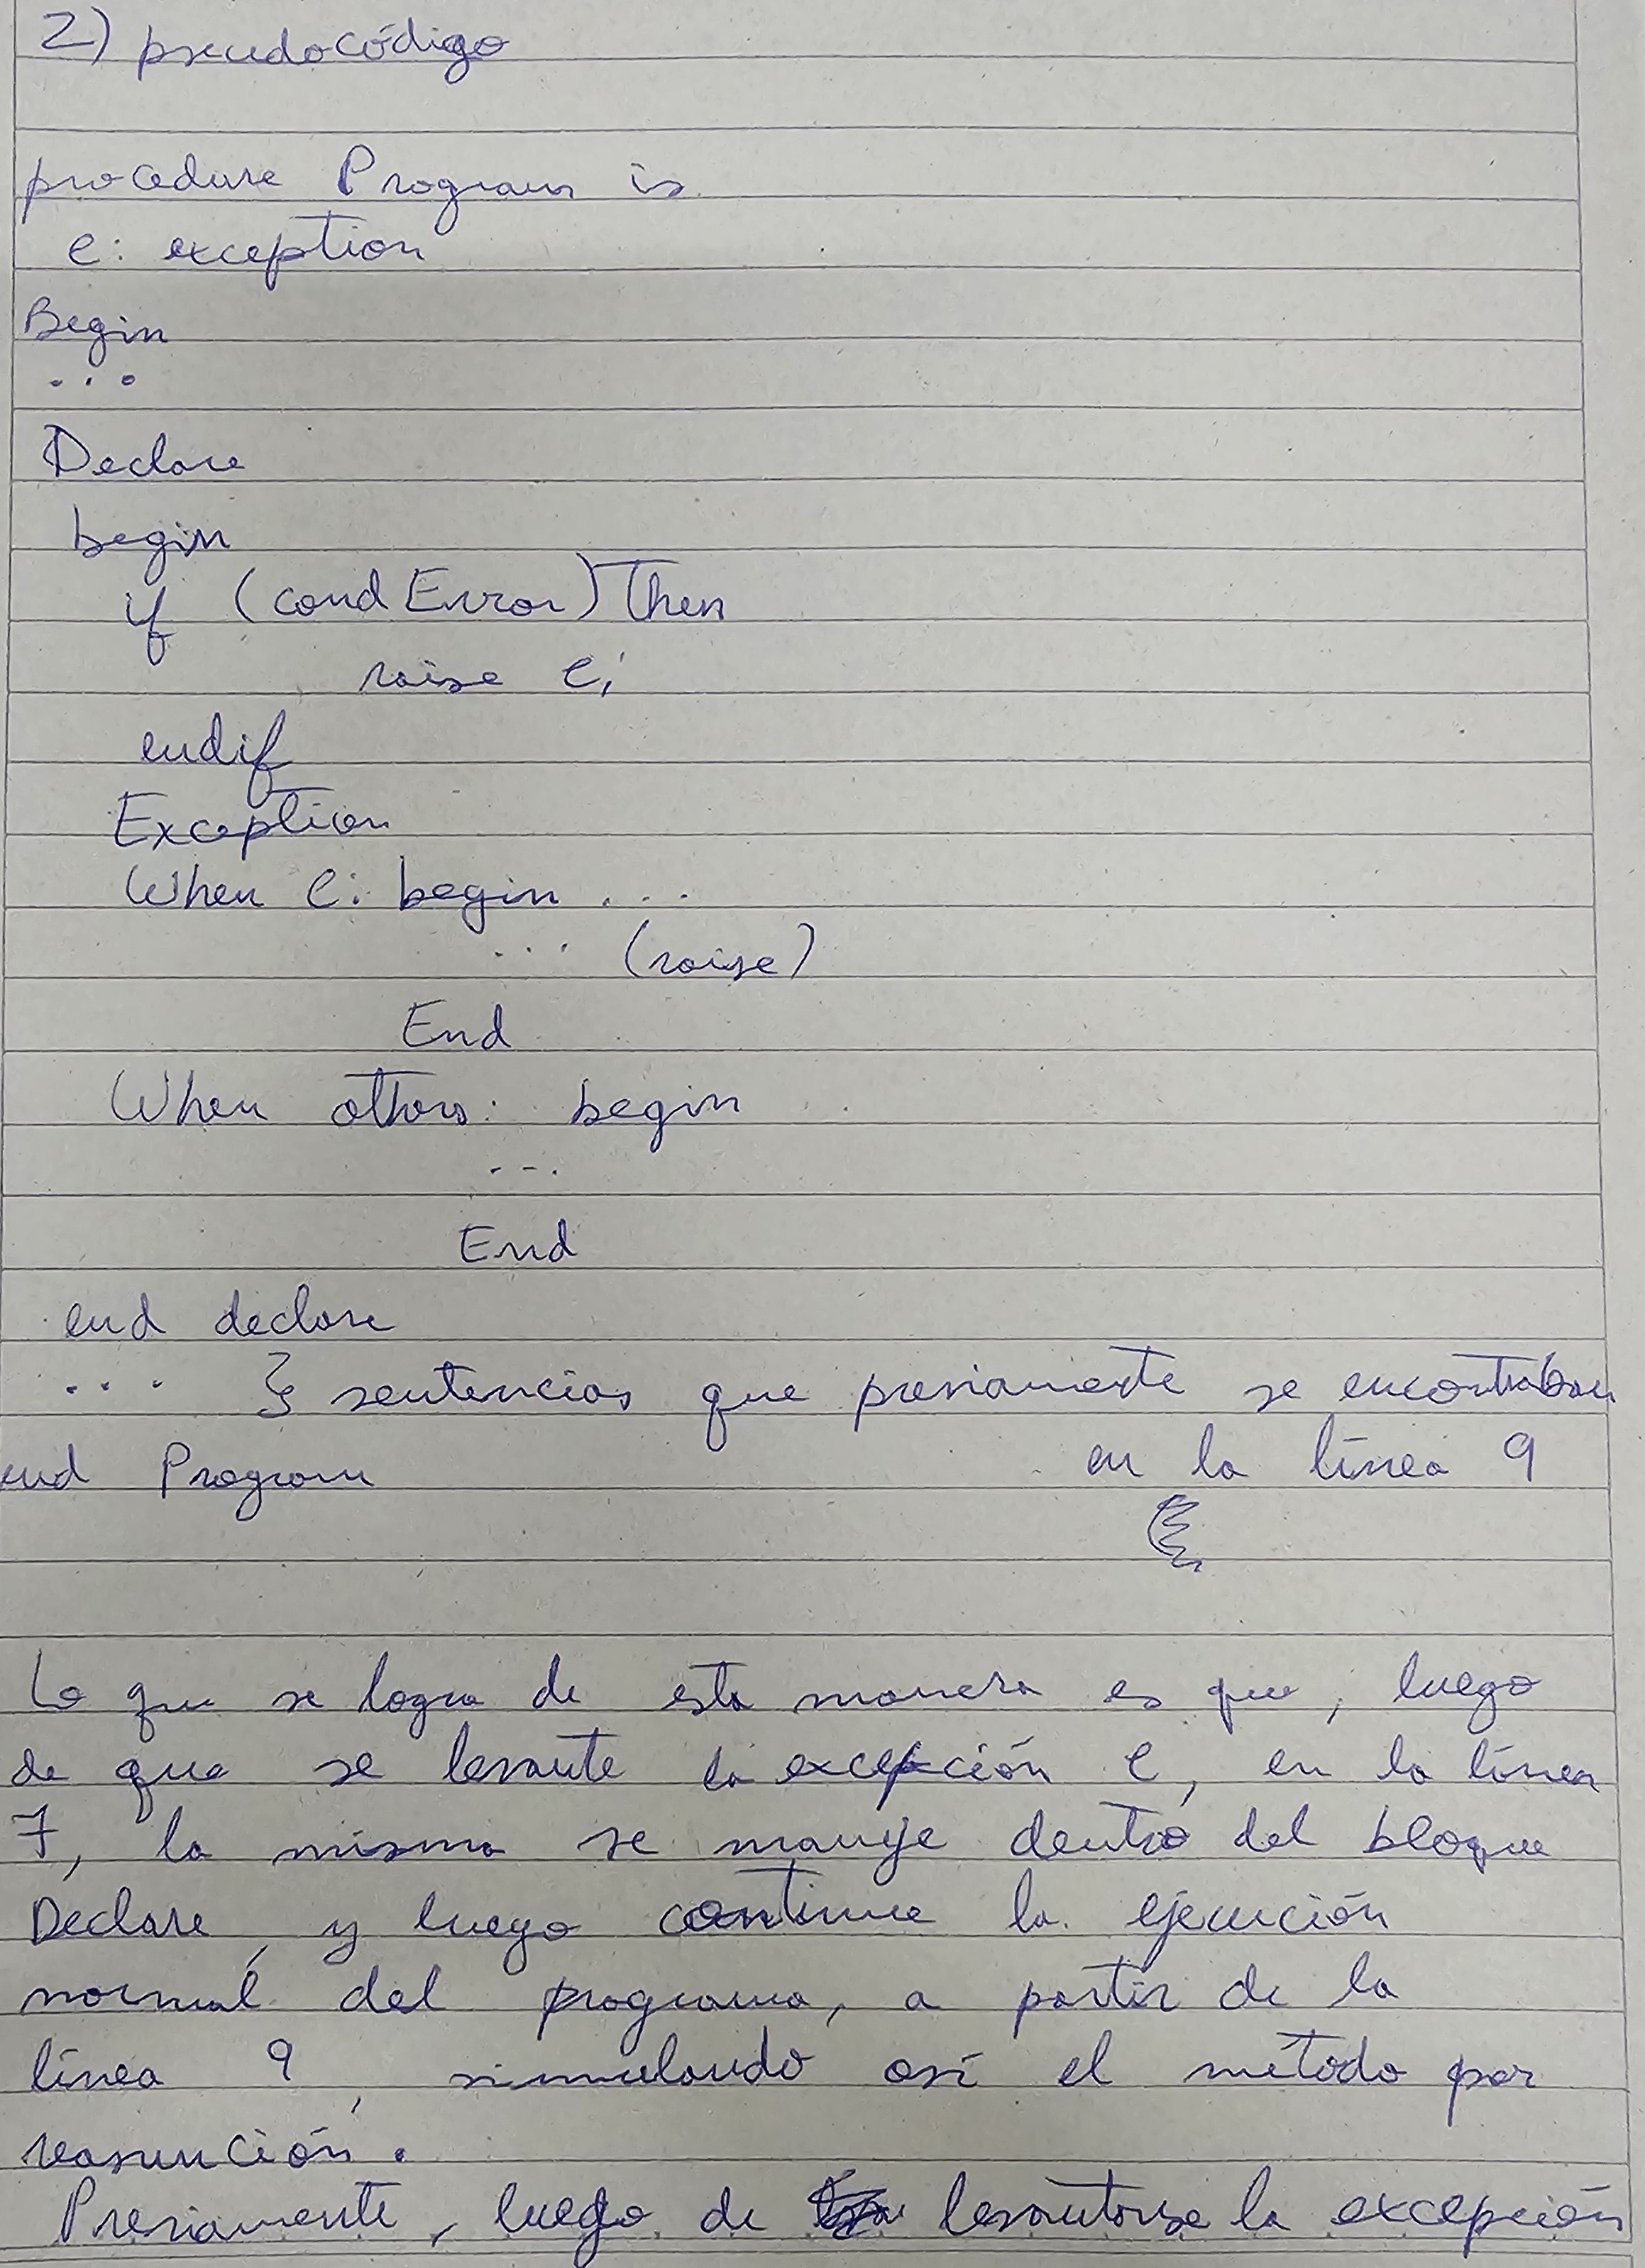 2) pseudocódigo
procedure Program is
e: exception
Begin
...
Declare
begin
if (condError) Then
raise e;
endif
Exception
When e: begin ...
... (raise)
End
When others: begin
...
End
end declare
... } sentencias que previamente se encontraban
en la línea 9
end Program
Lo que se logra de esta manera es que, luego
de que se levante la excepción e, en la línea
7, la misma se maneje dentro del bloque
Declare, y luego continue la ejecución
normal del programa, a partir de la
línea 9, simulando así el método por
reasunción.
Previamente, luego de levantarse la excepción